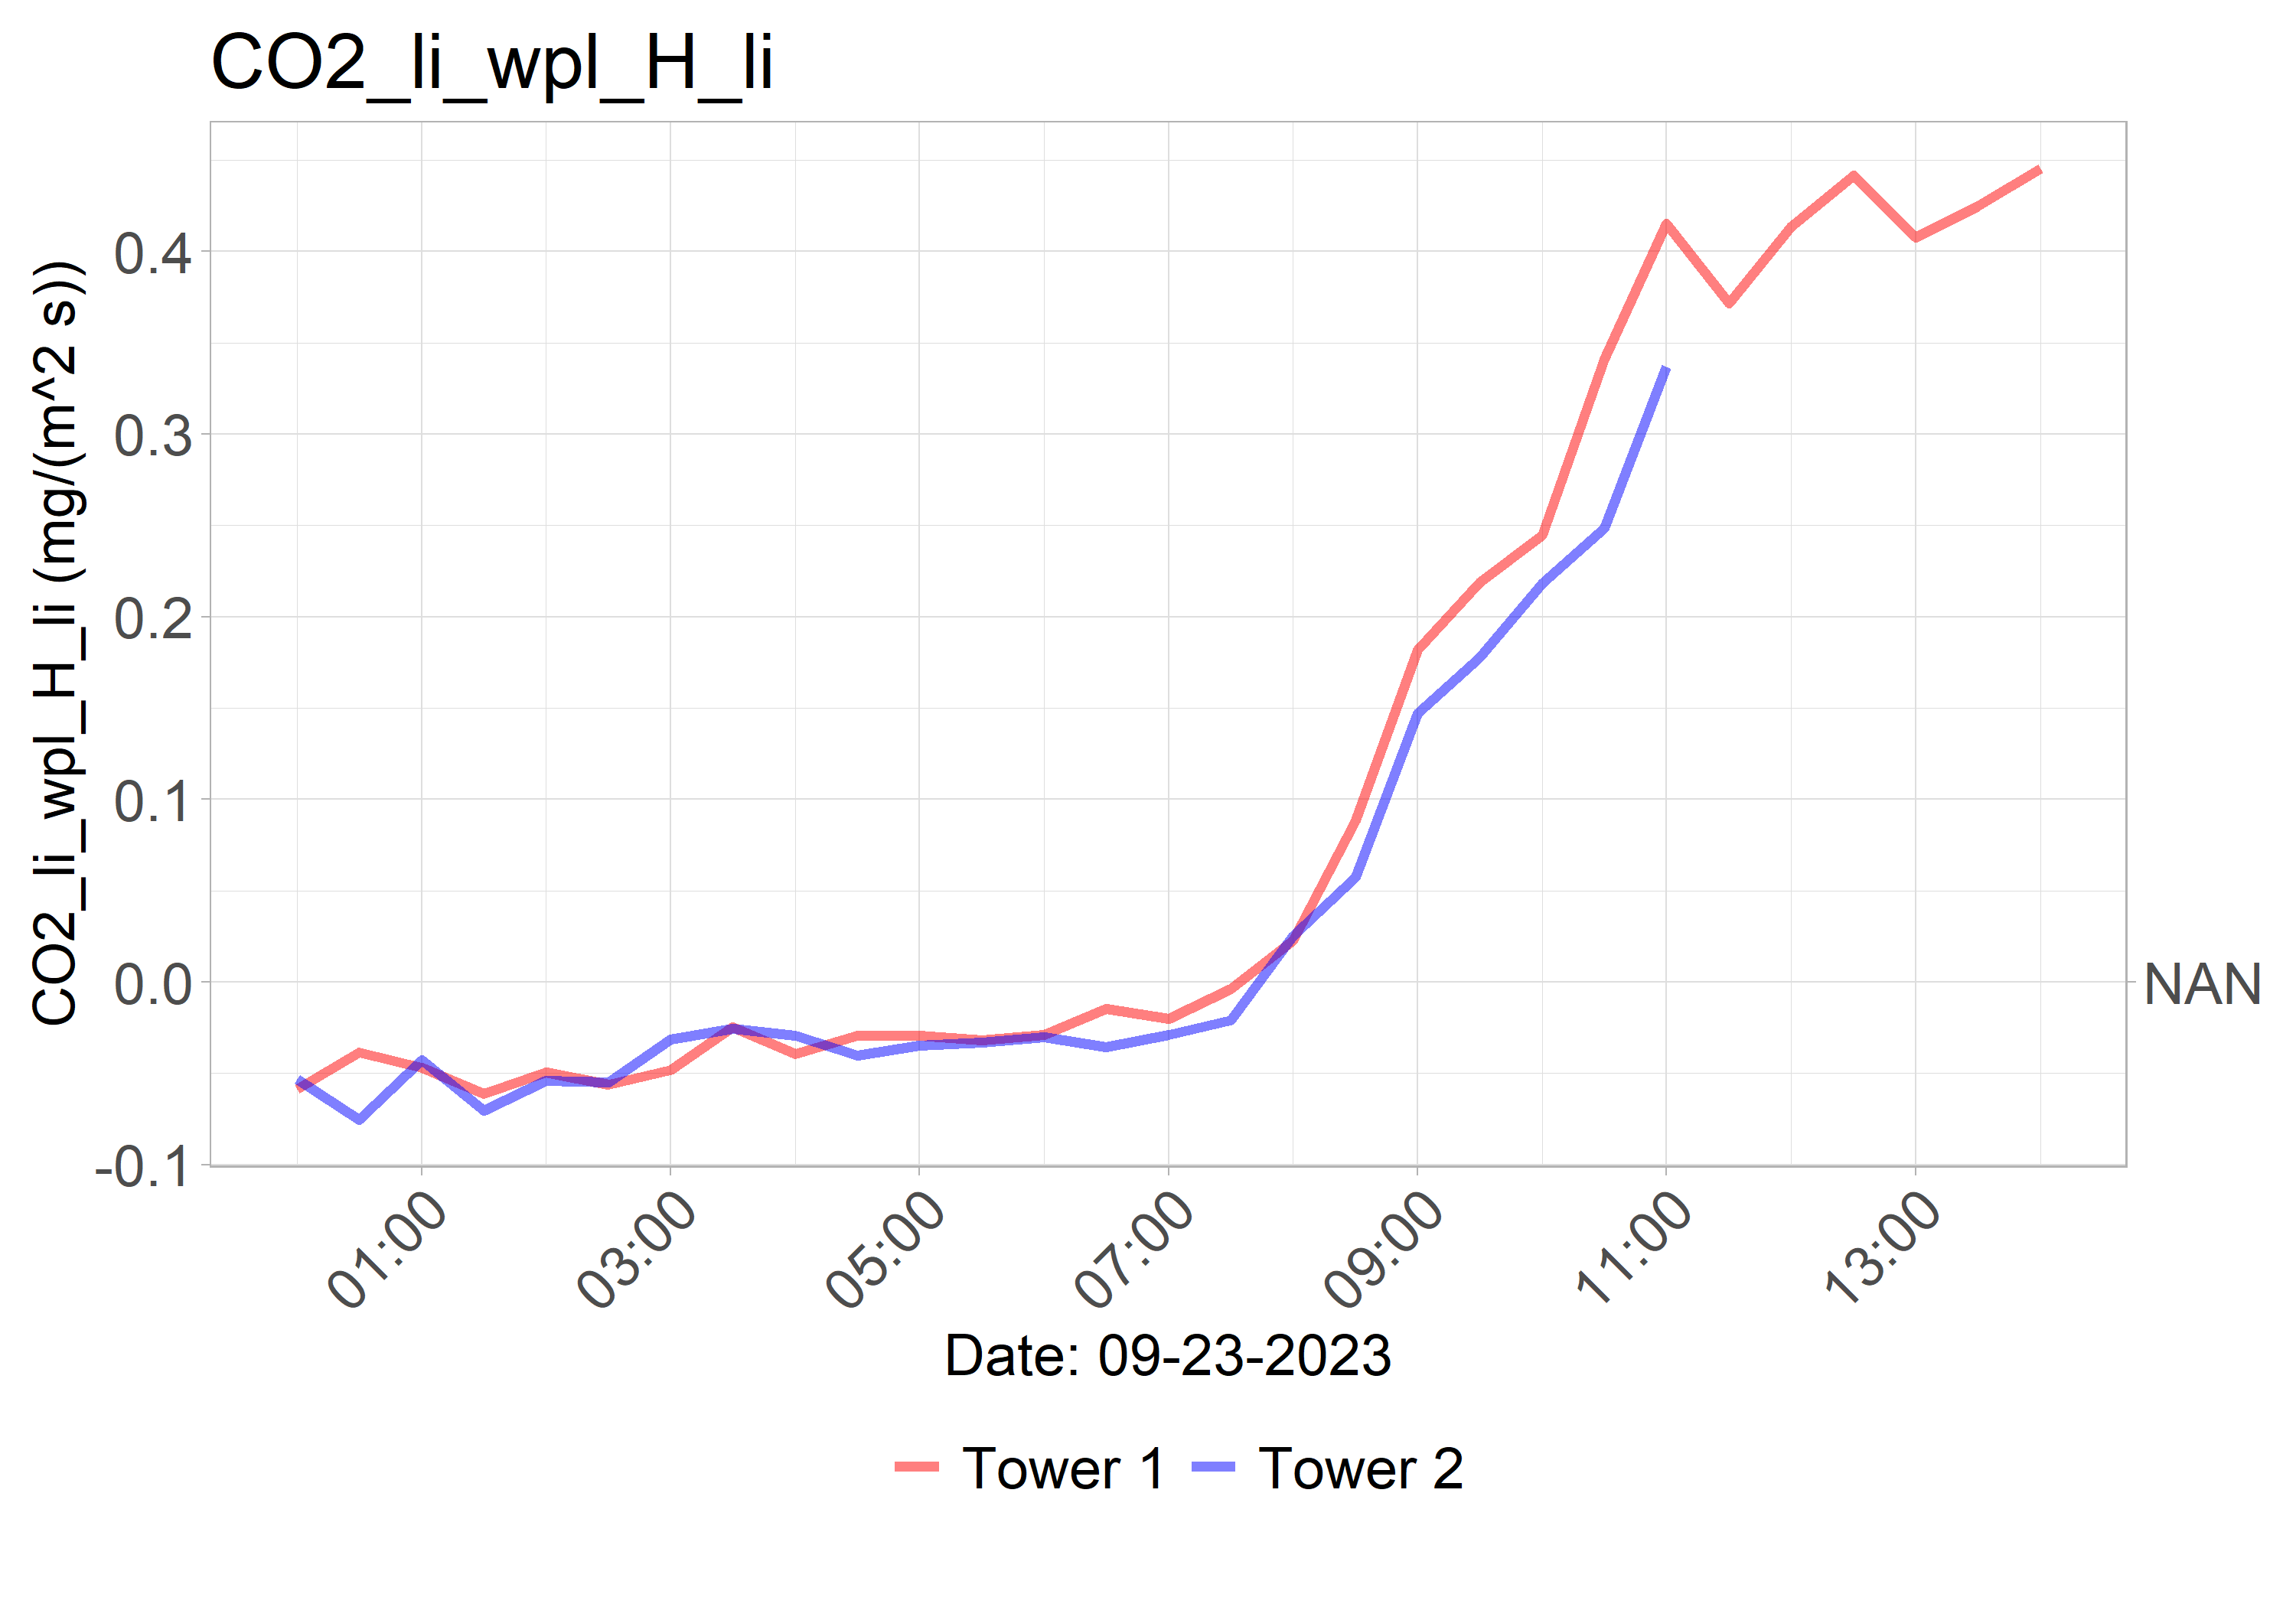 CO2_li_wpl_H_li
CO2_li_wpl_H_li (mg/(m^2 s))
0.4
0.3
0.2
0.1
0.0
-0.1
NAN
01:00
03:00
05:00
07:00
09:00
11:00
13:00
Date: 09-23-2023
Tower 1
Tower 2